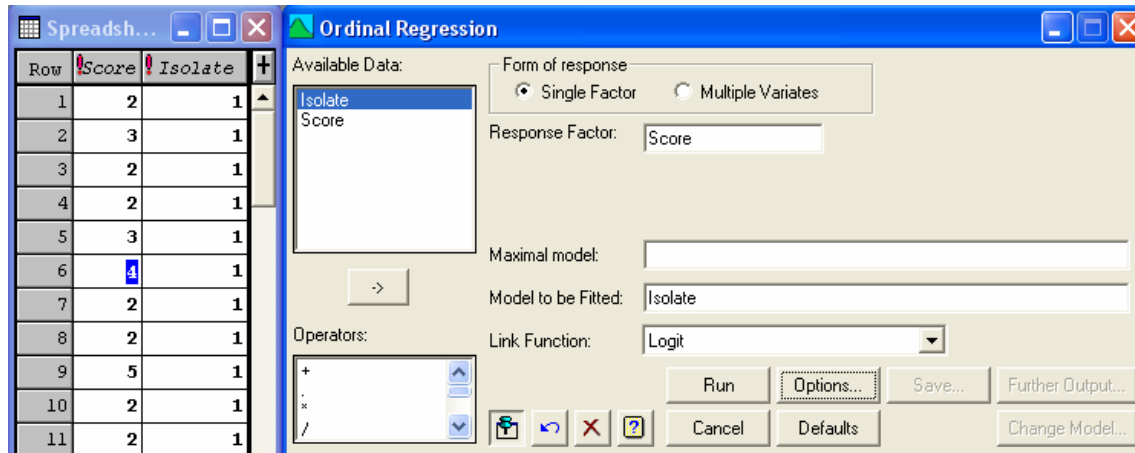 Spreadsh...
Row !Score ! Isolate +
1 2 1
2 3 1
3 2 1
4 2 1
5 3 1
6 4 1
7 2 1
8 2 1
9 5 1
10 2 1
11 2 1
Ordinal Regression
Available Data:
Isolate
Score
Form of response
Single Factor Multiple Variates
Response Factor: Score
Maximal model:
->
Model to be Fitted: Isolate
Operators:
+
.
*
/
Link Function: Logit
Run Options... Save... Further Output...
Cancel Defaults Change Model...